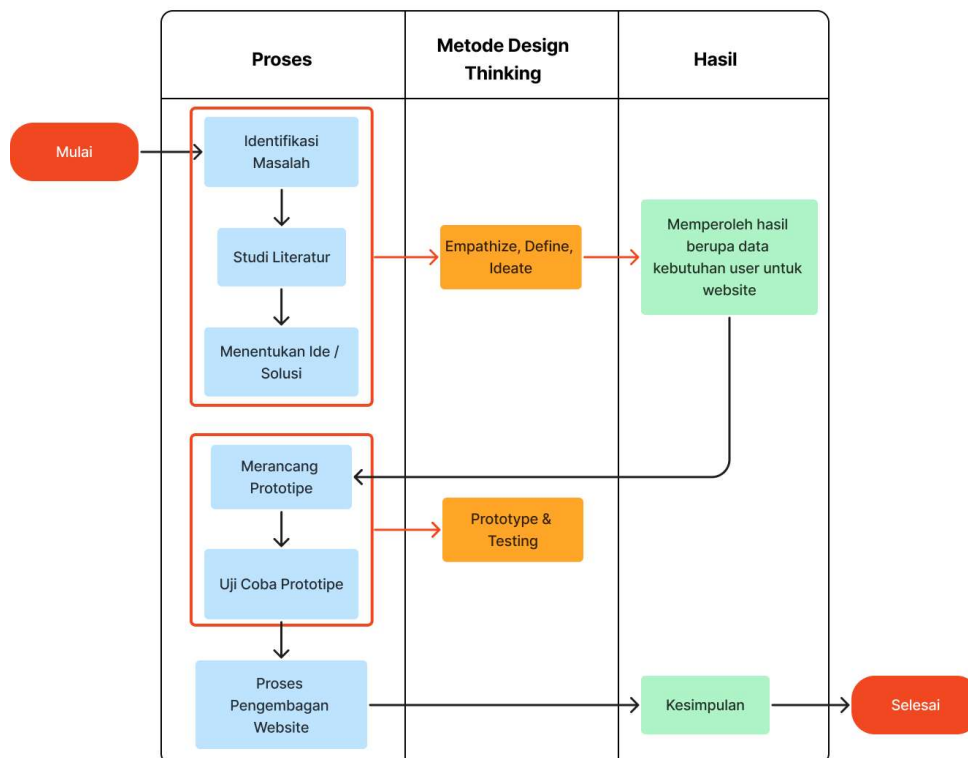 Proses
Metode Design
Thinking
Hasil
Mulai
Identifikasi
Masalah
Studi Literatur
Menentukan Ide /
Solusi
Empathize, Define,
Ideate
Memperoleh hasil
berupa data
kebutuhan user untuk
website
Merancang
Prototipe
Uji Coba Prototipe
Prototype &
Testing
Proses
Pengembagan
Website
Kesimpulan
Selesai